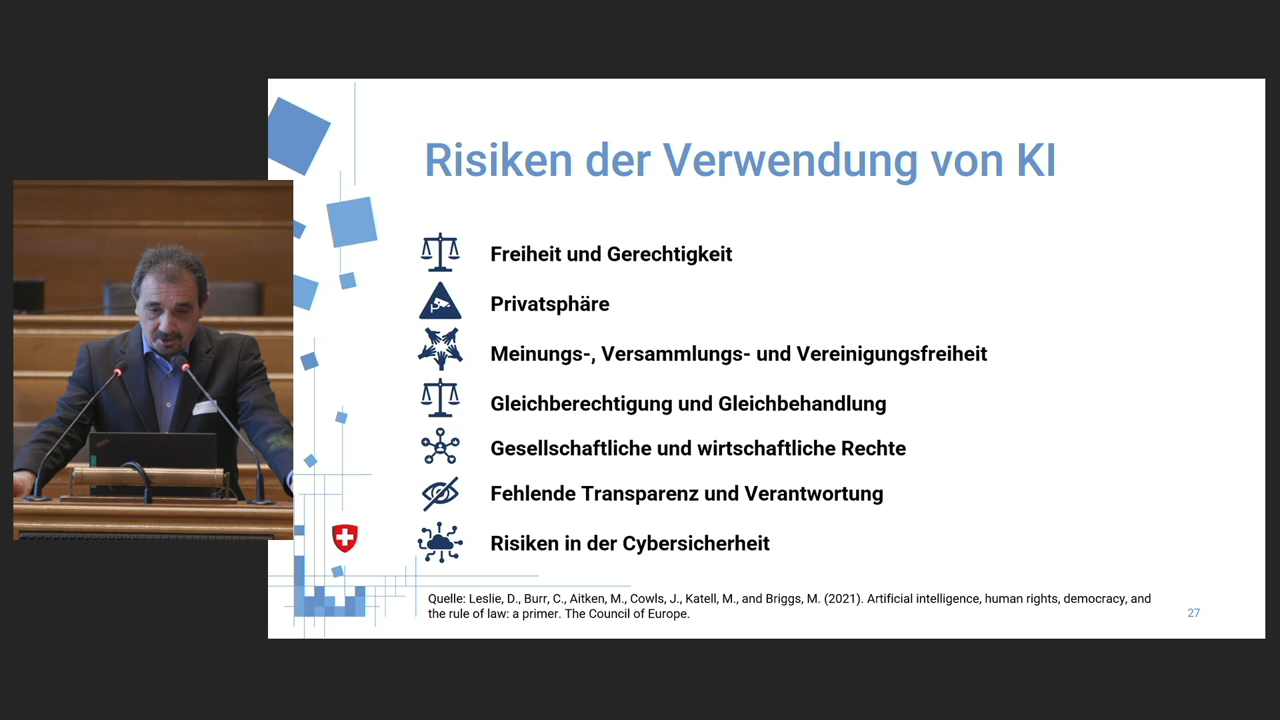 Risiken der Verwendung von KI
Freiheit und Gerechtigkeit
Privatsphäre
Meinungs-, Versammlungs- und Vereinigungsfreiheit
Gleichberechtigung und Gleichbehandlung
Gesellschaftliche und wirtschaftliche Rechte
Fehlende Transparenz und Verantwortung
Risiken in der Cybersicherheit
Quelle: Leslie, D., Burr, C., Aitken, M., Cowls, J., Katell, M., and Briggs, M. (2021). Artificial intelligence, human rights, democracy, and
the rule of law: a primer. The Council of Europe.
27